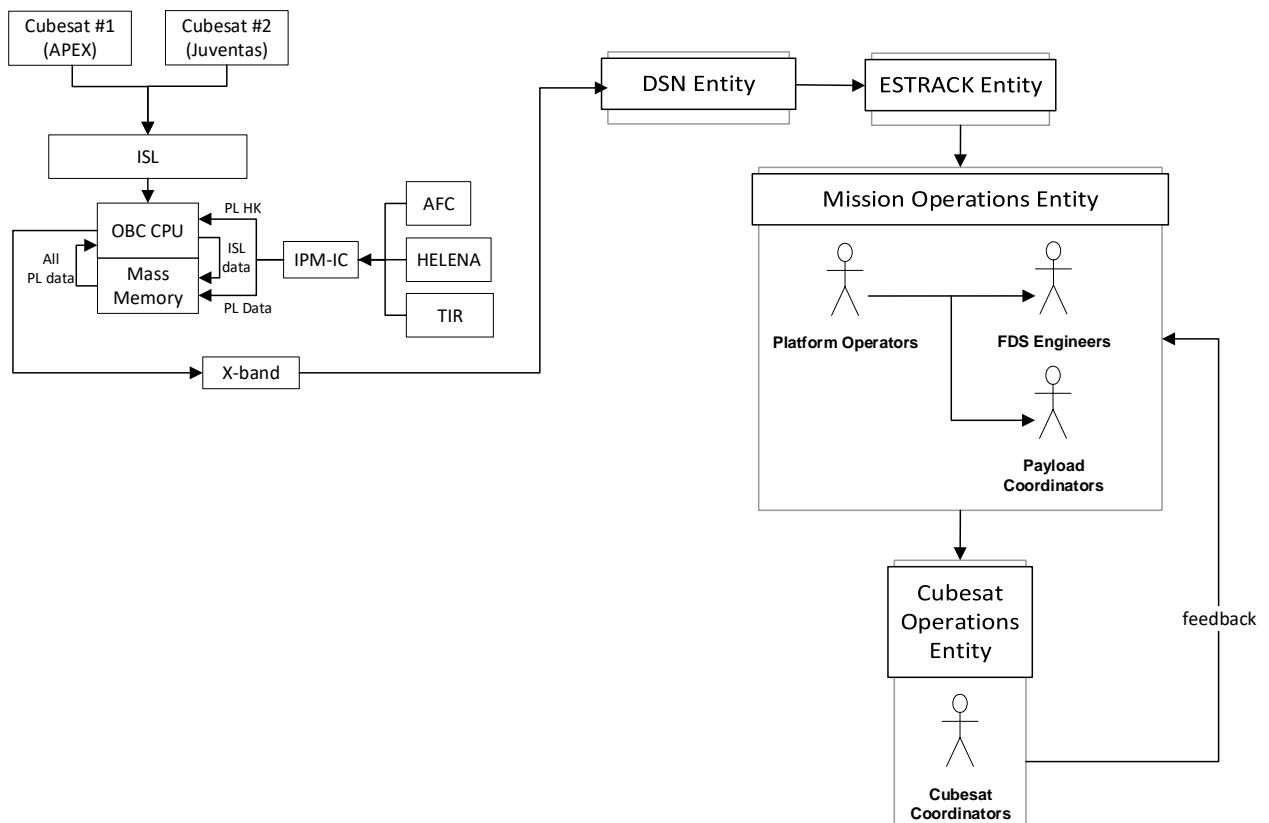 Cubesat #1
(APEX)
Cubesat #2
(Juventas)
ISL
OBC CPU
Mass
Memory
All
PL data
ISL
data
PL HK
PL Data
IPM-IC
AFC
HELENA
TIR
X-band
DSN Entity
ESTRACK Entity
Mission Operations Entity
Platform Operators
FDS Engineers
Payload
Coordinators
Cubesat
Operations
Entity
Cubesat
Coordinators
feedback